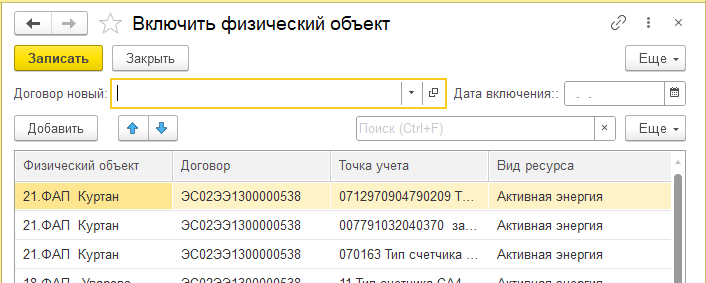 Включить физический объект
Записать Закрыть Еще
Договор новый: Дата включения:: . .
Добавить Поиск (Ctrl+F) × Еще
Физический объект Договор Точка учета Вид ресурса
21.ФАП Куртан ЭС02ЭЭ1300000538 0712970904790209 Т... Активная энергия
21.ФАП Куртан ЭС02ЭЭ1300000538 007791032040370 за... Активная энергия
21.ФАП Куртан ЭС02ЭЭ1300000538 070163 Тип счетчика ... Активная энергия
18.ФАП Уварово ЭС02ЭЭ1300000538 11 Тип счетчика СА4... Активная энергия